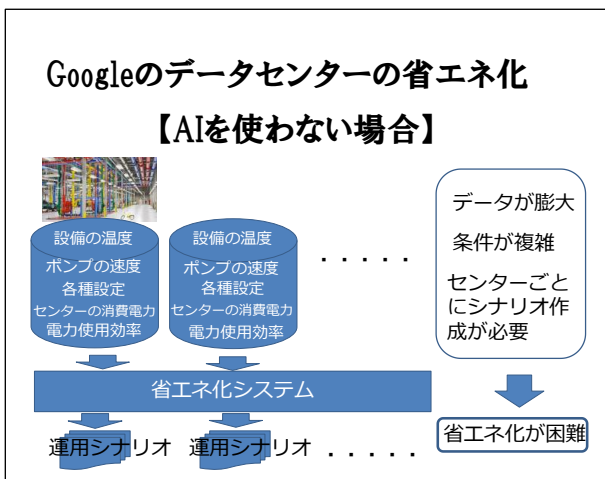 Googleのデータセンターの省エネ化
【AIを使わない場合】
設備の温度
ポンプの速度
各種設定
センターの消費電力
電力使用効率
設備の温度
ポンプの速度
各種設定
センターの消費電力
電力使用効率
．．．．．
データが膨大
条件が複雑
センターごと
にシナリオ作
成が必要
省エネ化システム
運用シナリオ
運用シナリオ
．．．．．
省エネ化が困難